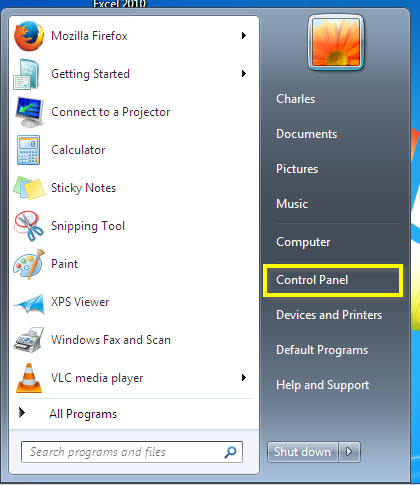 Excel 2010
Mozilla Firefox
Getting Started
Connect to a Projector
Calculator
Sticky Notes
Snipping Tool
Paint
XPS Viewer
Windows Fax and Scan
VLC media player
All Programs
Search programs and files
Charles
Documents
Pictures
Music
Computer
Control Panel
Devices and Printers
Default Programs
Help and Support
Shut down